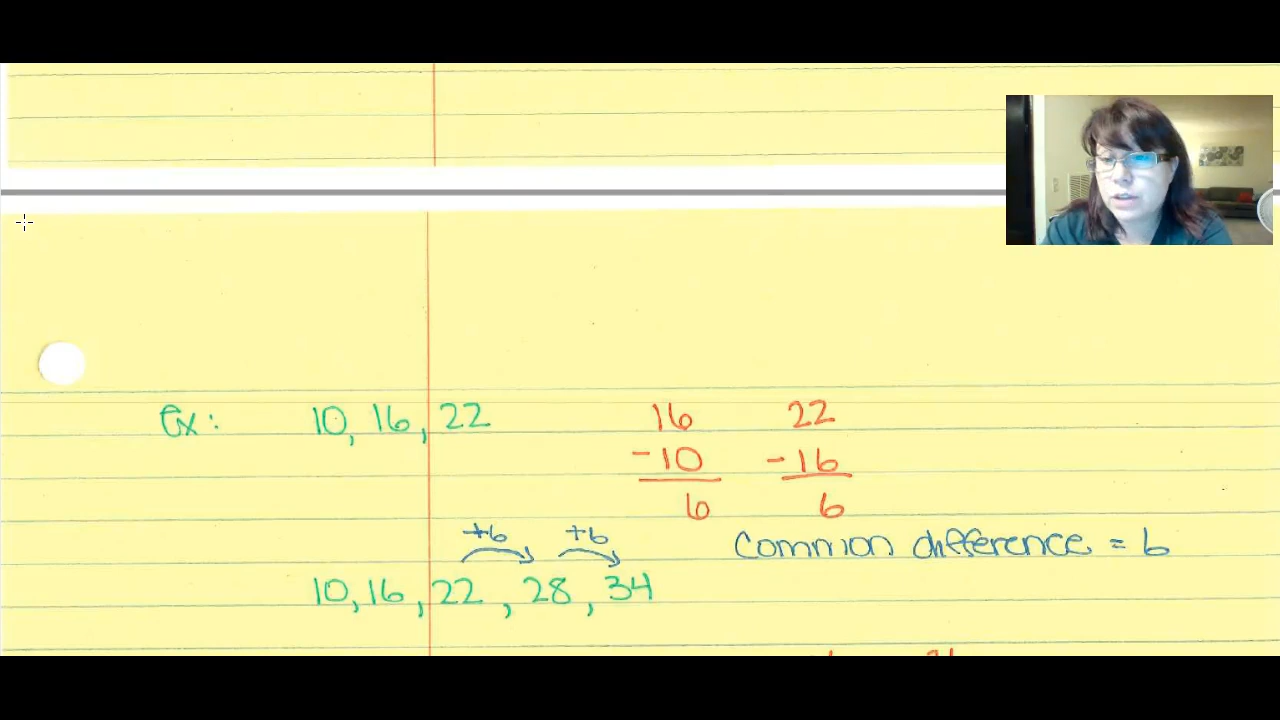 Ex: 10, 16, 22 16 22
-10 -16
6 6
+6 +6
common difference = 6
10, 16, 22, 28, 34